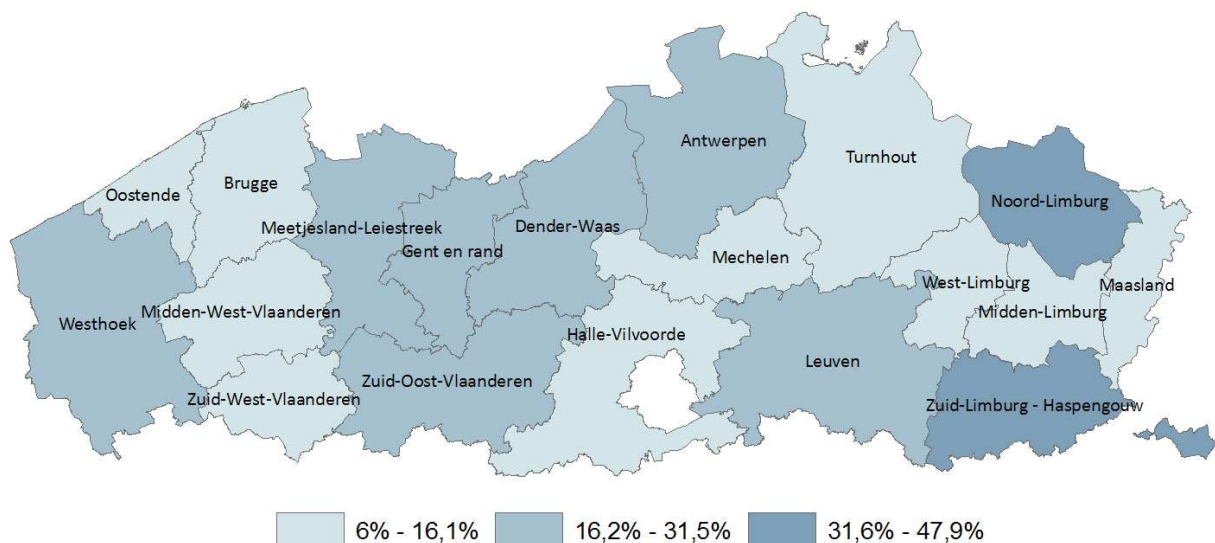 Antwerpen
Turnhout
Oostende
Brugge
Noord-Limburg
Meetjesland-Leiestreek
Dender-Waas
Gent en rand
Mechelen
West-Limburg
Maasland
Midden-West-Vlaanderen
Midden-Limburg
Westhoek
Halle-Vilvoorde
Leuven
Zuid-Oost-Vlaanderen
Zuid-West-Vlaanderen
Zuid-Limburg - Haspengouw
6% - 16,1%
16,2% - 31,5%
31,6% - 47,9%